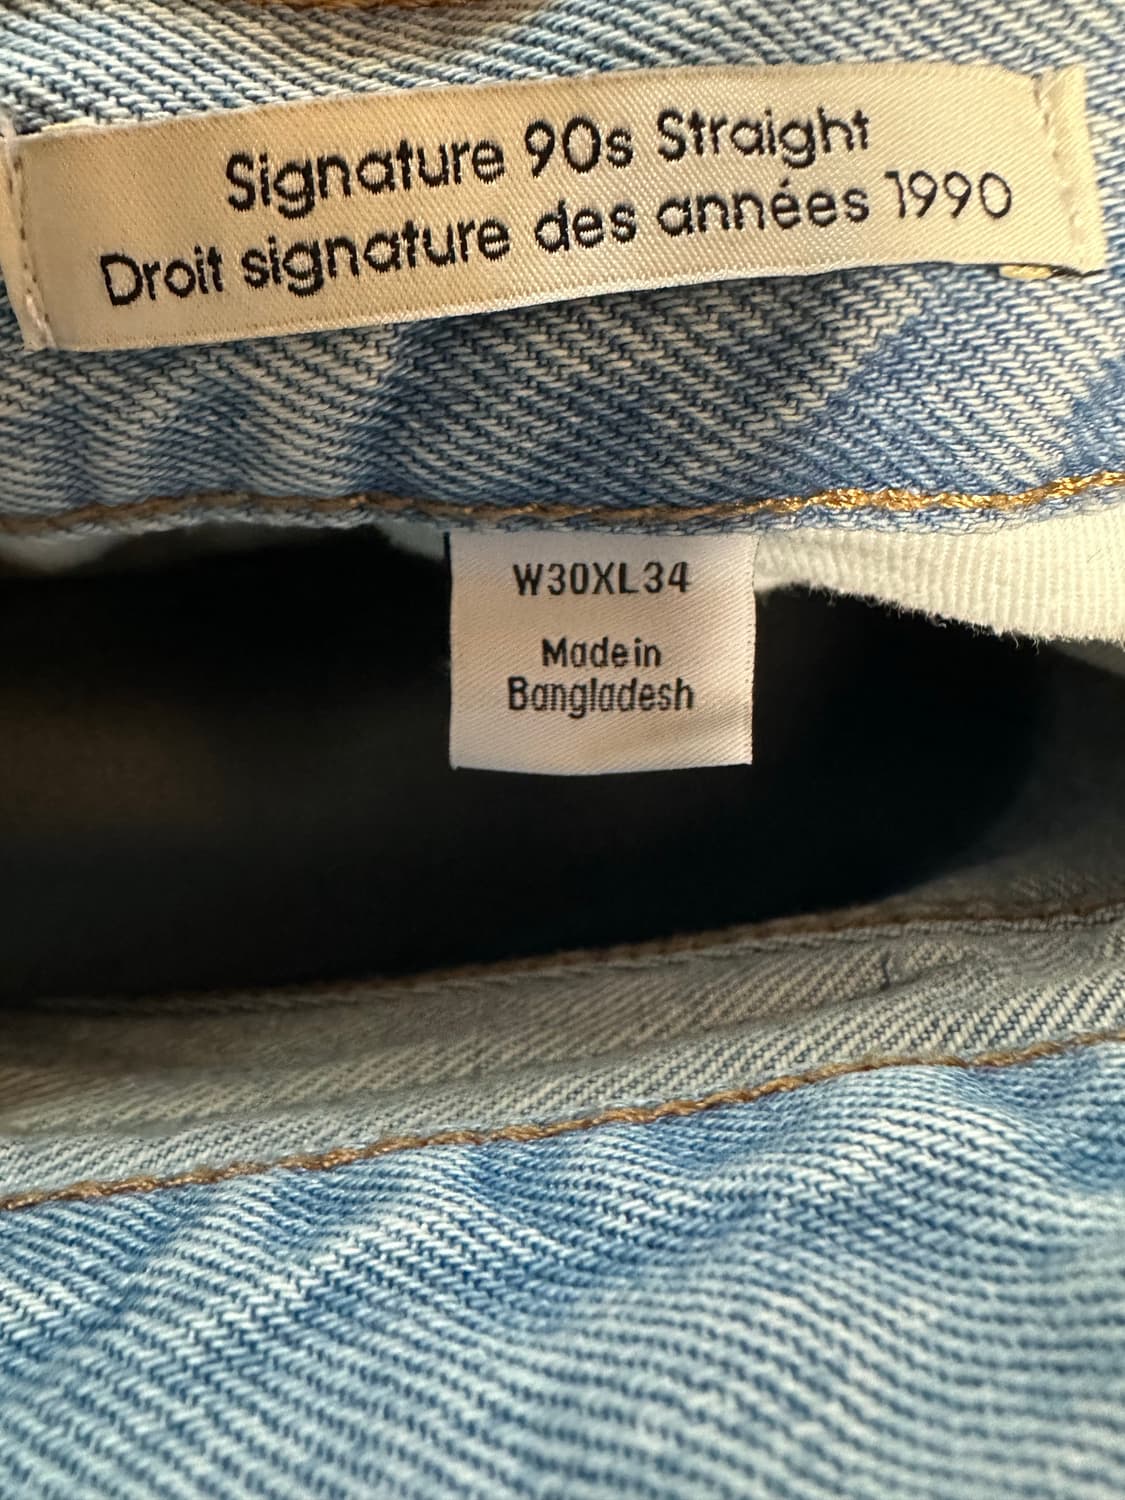 Signature 90s Straight
Droit signature des années 1990
W30XL34
Made in
Bangladesh